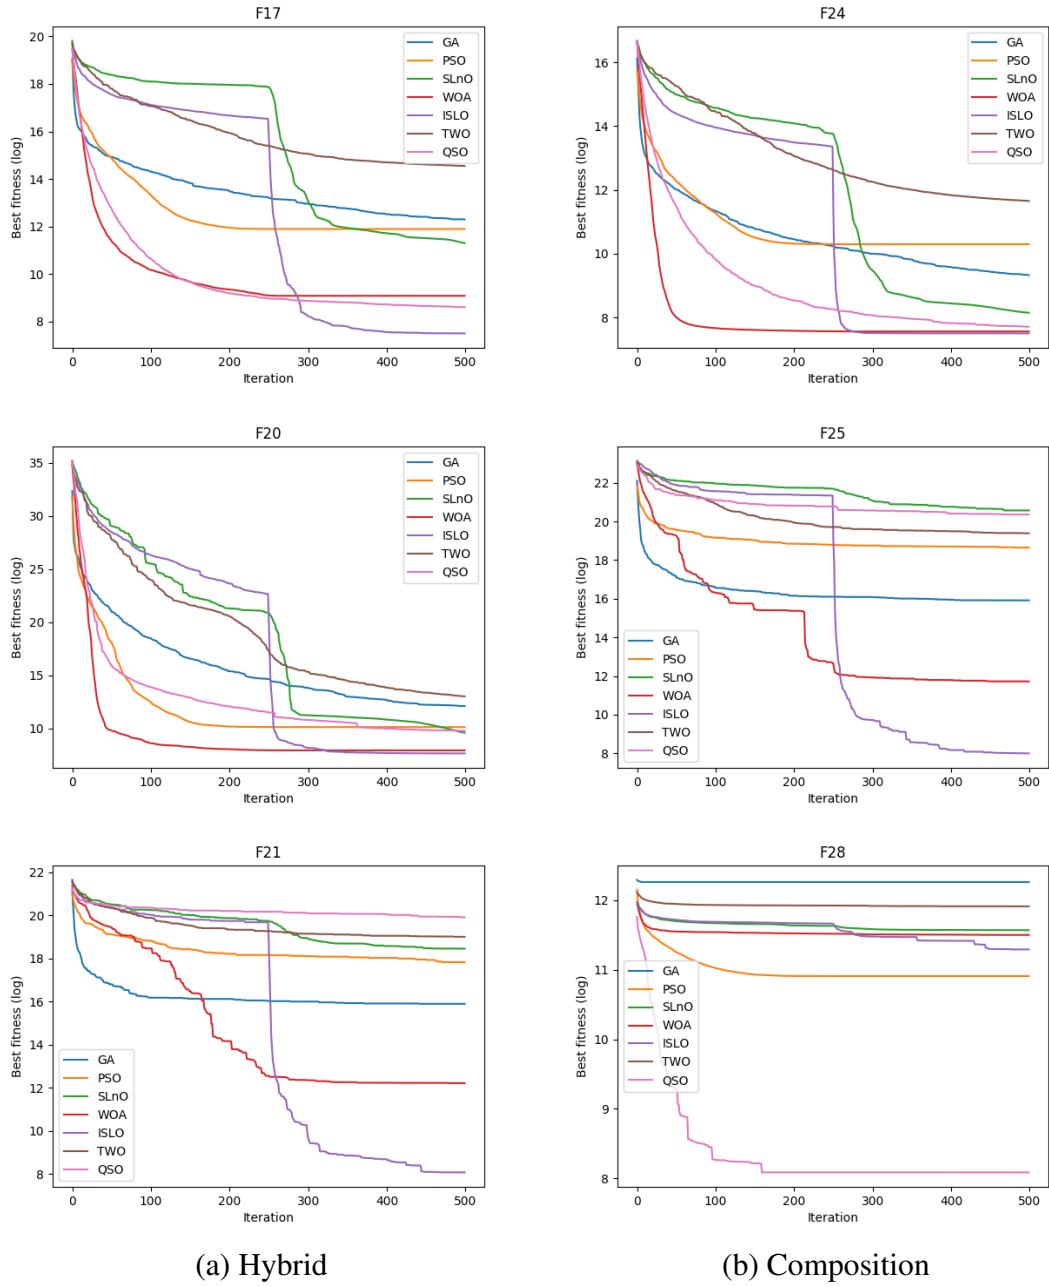 F17
Best fitness (log)
20
18
16
14
12
10
8
0 100 200 300 400 500
Iteration
GA
PSO
SLnO
WOA
ISLO
TWO
QSO
F24
Best fitness (log)
16
14
12
10
8
0 100 200 300 400 500
Iteration
GA
PSO
SLnO
WOA
ISLO
TWO
QSO
F20
Best fitness (log)
35
30
25
20
15
10
0 100 200 300 400 500
Iteration
GA
PSO
SLnO
WOA
ISLO
TWO
QSO
F25
Best fitness (log)
22
20
18
16
14
12
10
8
0 100 200 300 400 500
Iteration
GA
PSO
SLnO
WOA
ISLO
TWO
QSO
F21
Best fitness (log)
22
20
18
16
14
12
10
8
0 100 200 300 400 500
Iteration
GA
PSO
SLnO
WOA
ISLO
TWO
QSO
F28
Best fitness (log)
12
11
10
9
8
0 100 200 300 400 500
Iteration
GA
PSO
SLnO
WOA
ISLO
TWO
QSO
(a) Hybrid
(b) Composition